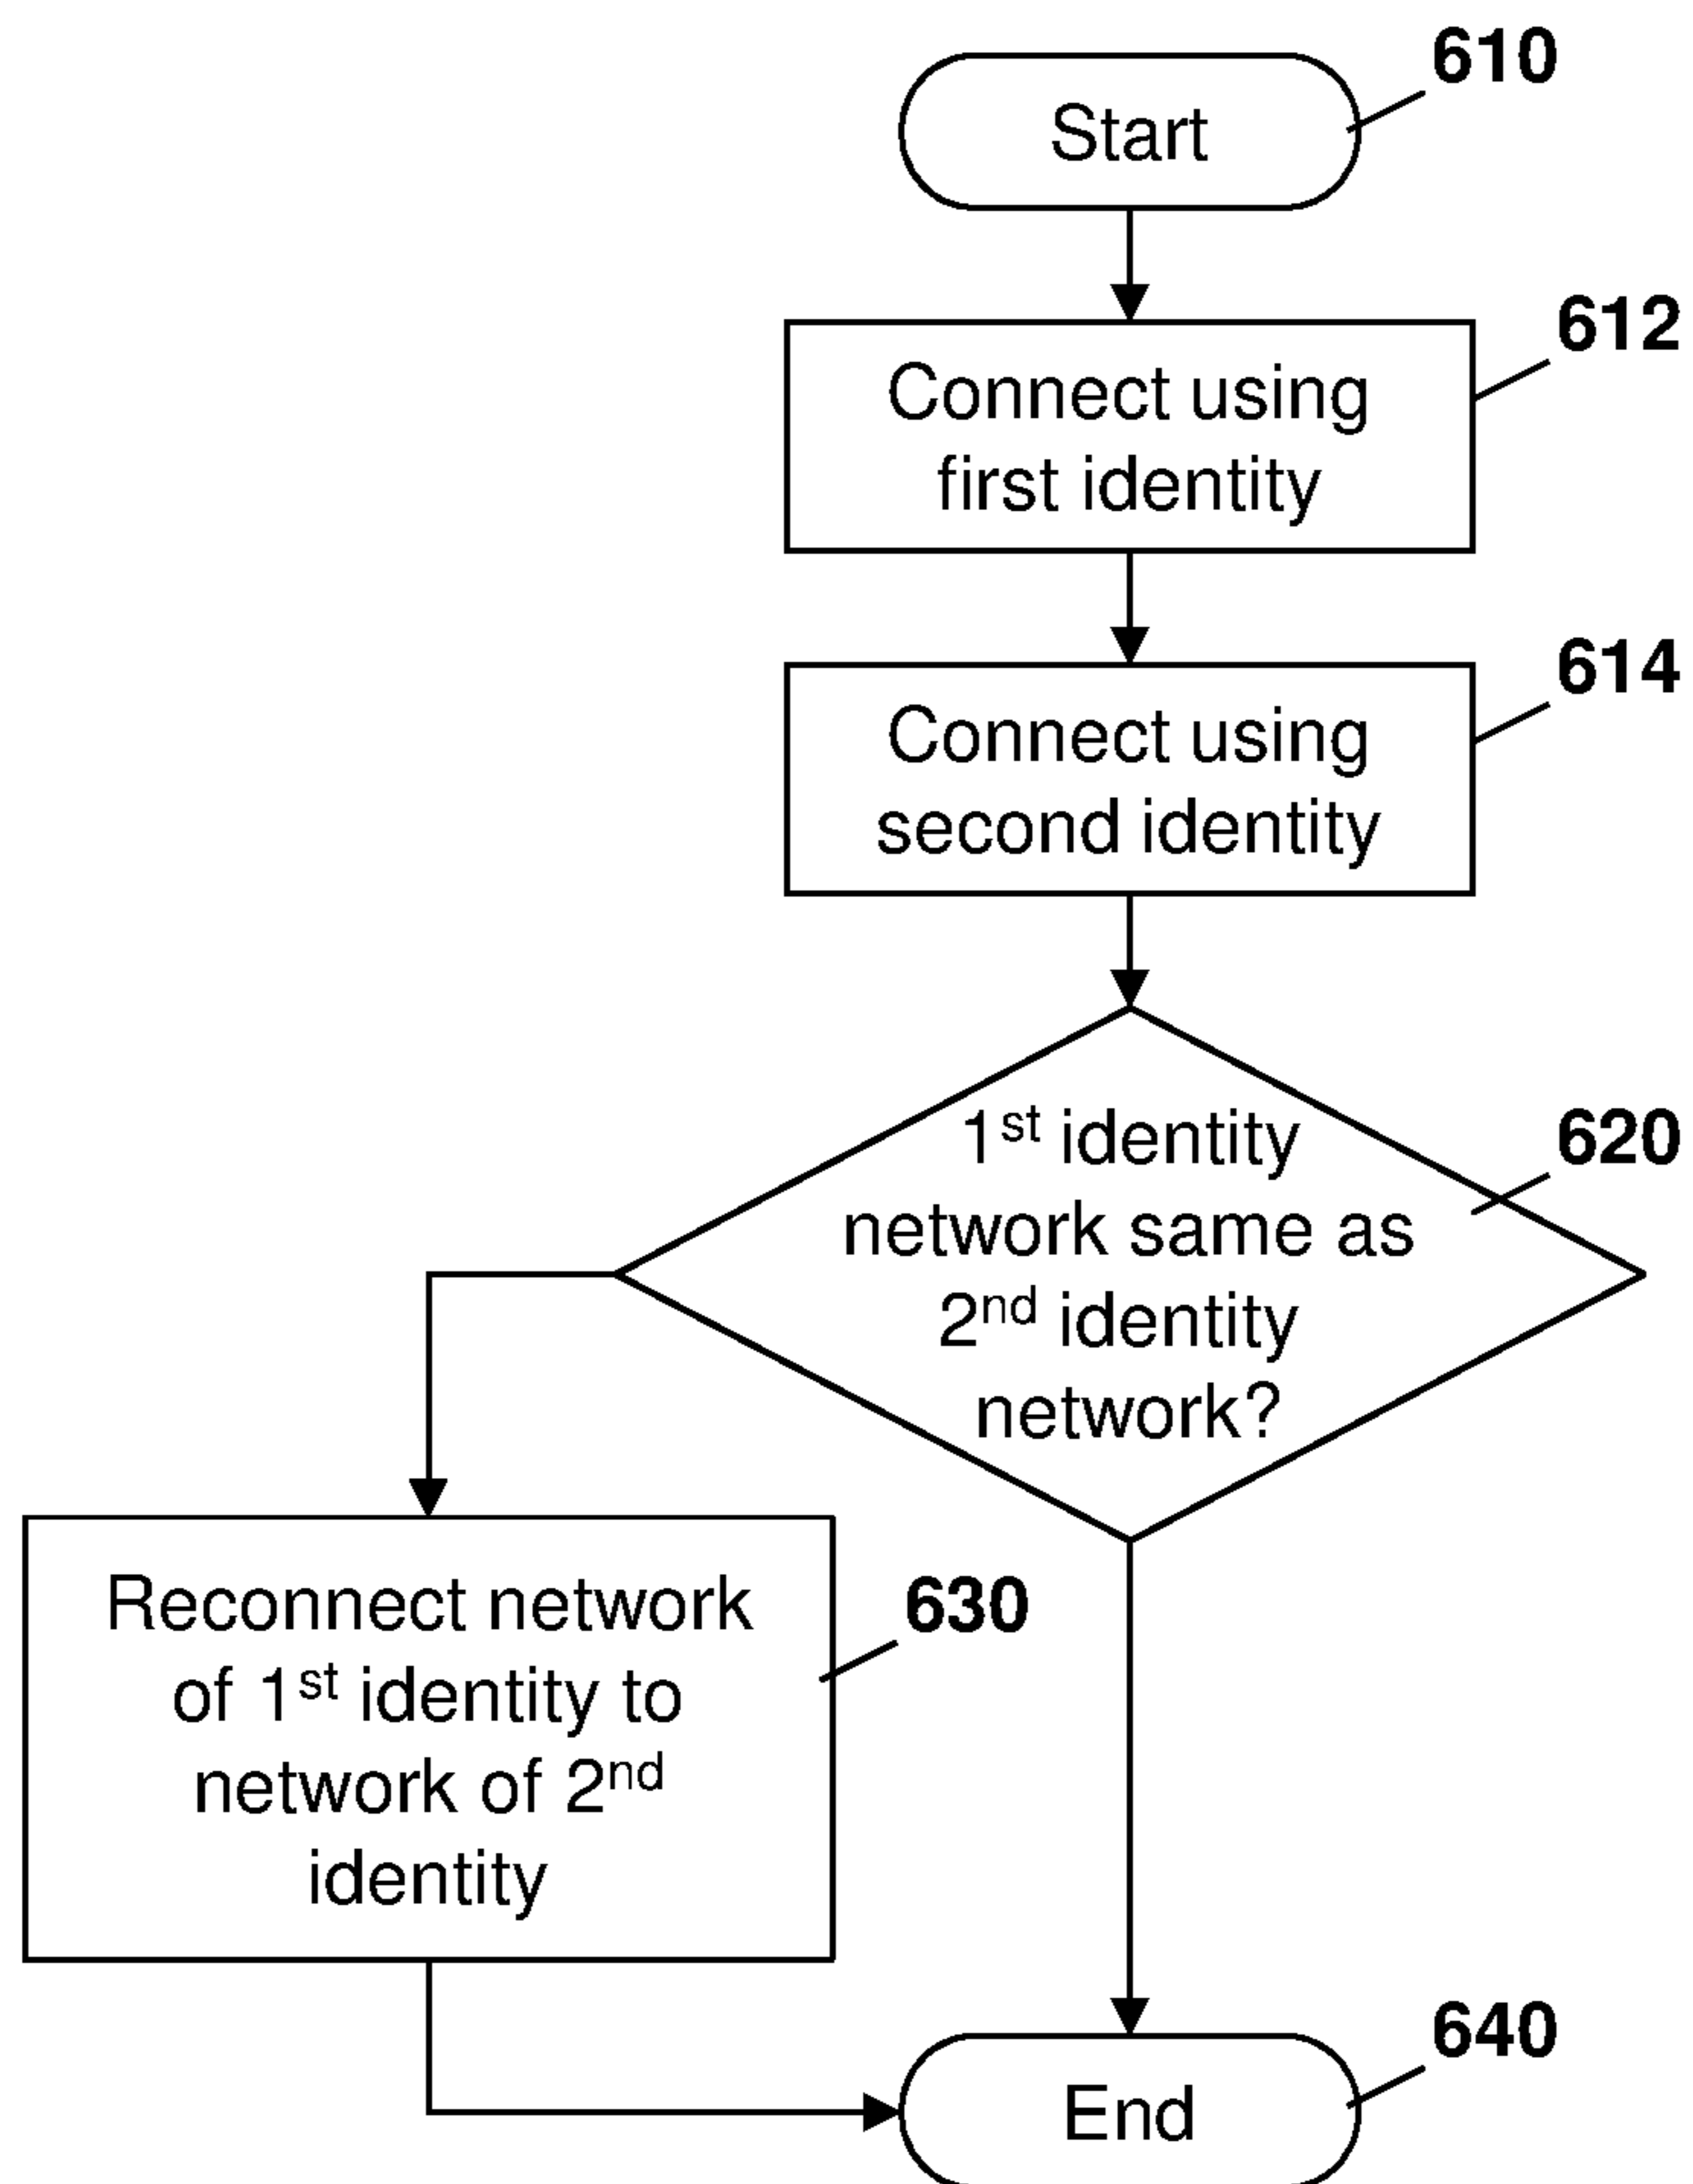 610
Start
612
Connect using
first identity
614
Connect using
second identity
620
1st identity
network same as
2nd identity
network?
630
Reconnect network
of 1st identity to
network of 2nd
identity
640
End